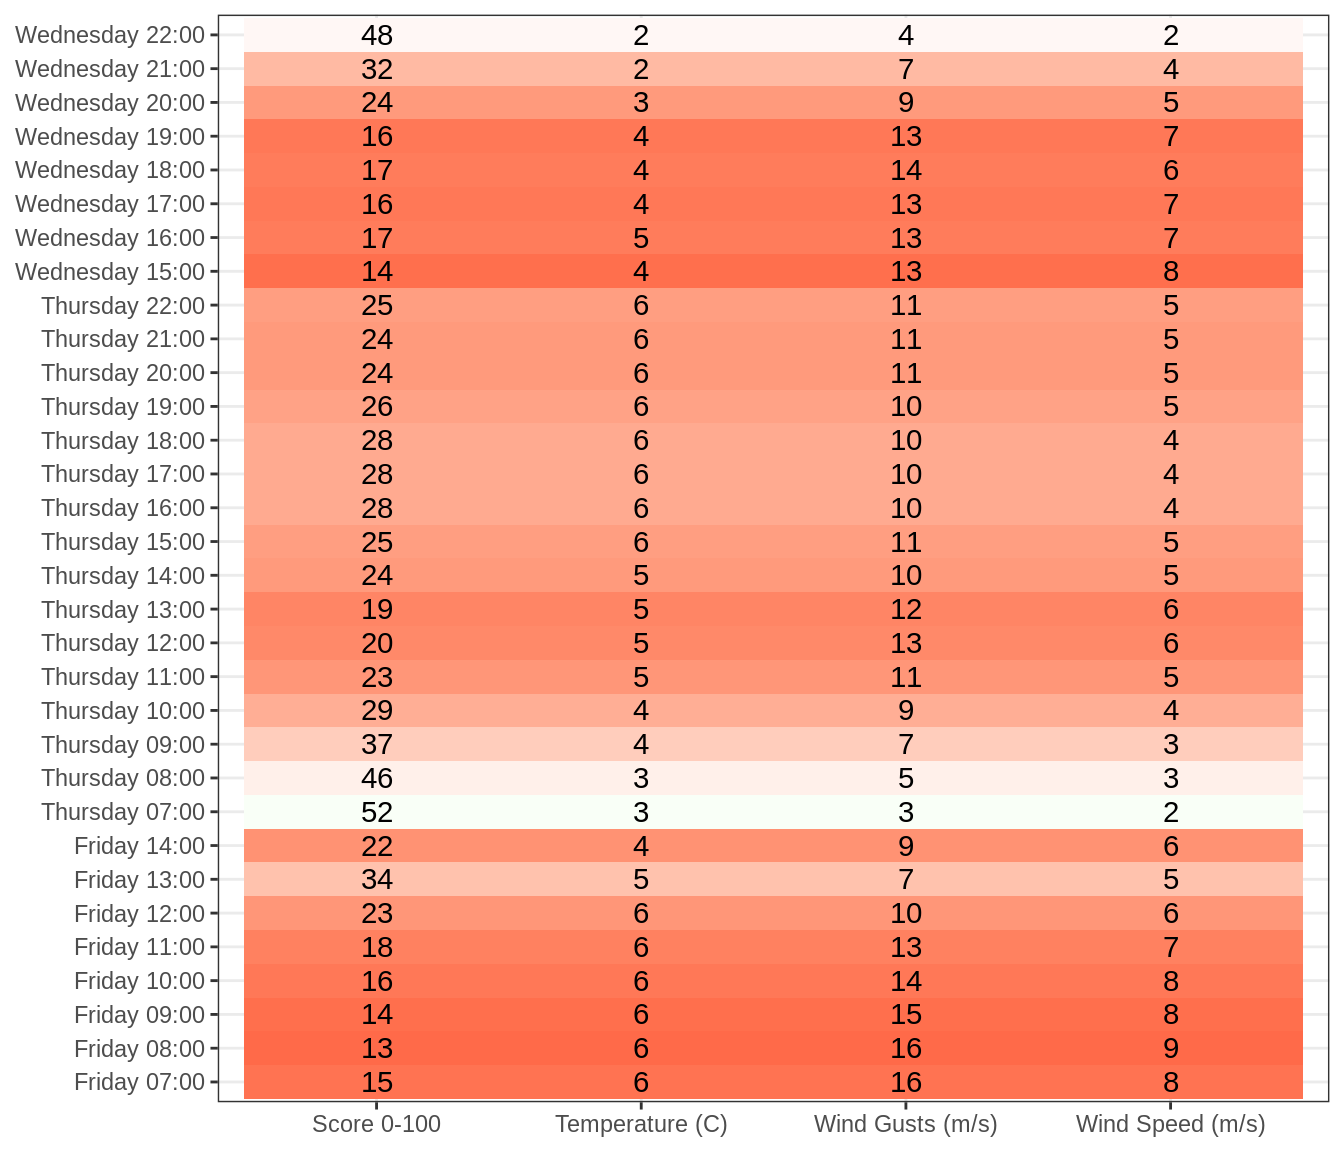 Wednesday 22:00 48 2 4 2
Wednesday 21:00 32 2 7 4
Wednesday 20:00 24 3 9 5
Wednesday 19:00 16 4 13 7
Wednesday 18:00 17 4 14 6
Wednesday 17:00 16 4 13 7
Wednesday 16:00 17 5 13 7
Wednesday 15:00 14 4 13 8
Thursday 22:00 25 6 11 5
Thursday 21:00 24 6 11 5
Thursday 20:00 24 6 11 5
Thursday 19:00 26 6 10 5
Thursday 18:00 28 6 10 4
Thursday 17:00 28 6 10 4
Thursday 16:00 28 6 10 4
Thursday 15:00 25 6 11 5
Thursday 14:00 24 5 10 5
Thursday 13:00 19 5 12 6
Thursday 12:00 20 5 13 6
Thursday 11:00 23 5 11 5
Thursday 10:00 29 4 9 4
Thursday 09:00 37 4 7 3
Thursday 08:00 46 3 5 3
Thursday 07:00 52 3 3 2
Friday 14:00 22 4 9 6
Friday 13:00 34 5 7 5
Friday 12:00 23 6 10 6
Friday 11:00 18 6 13 7
Friday 10:00 16 6 14 8
Friday 09:00 14 6 15 8
Friday 08:00 13 6 16 9
Friday 07:00 15 6 16 8
Score 0-100 Temperature (C) Wind Gusts (m/s) Wind Speed (m/s)